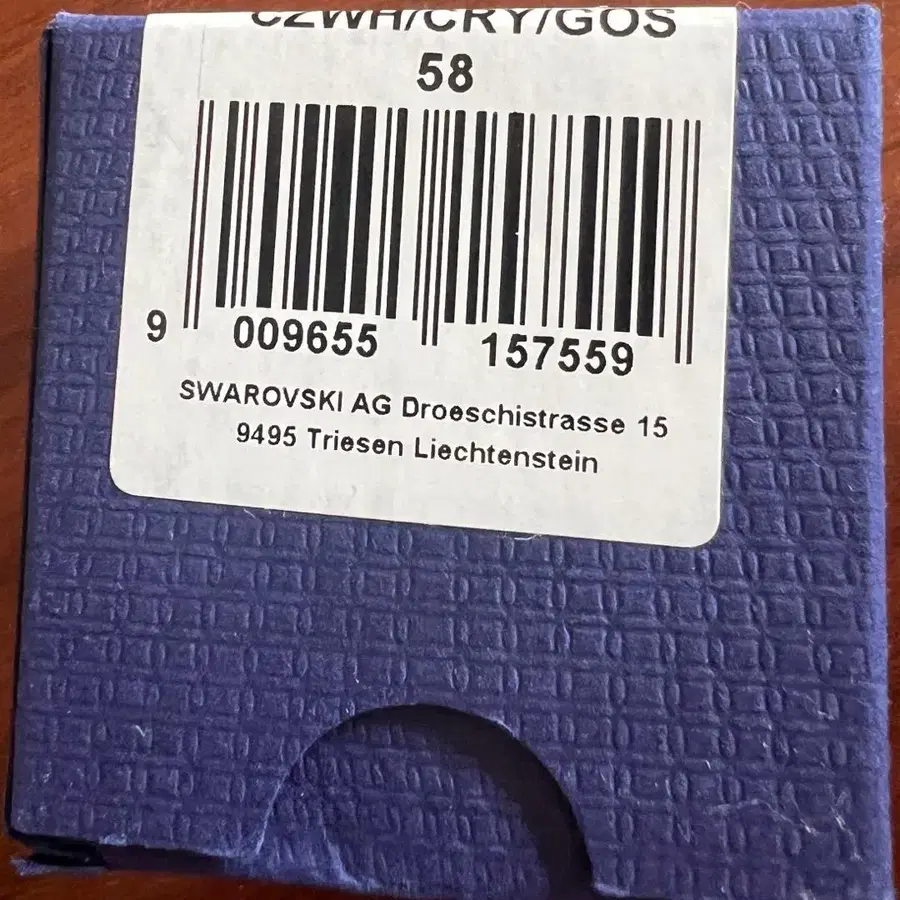 CZWH/CRY/GOS
58
9 009655 157559
SWAROVSKI AG Droeschistrasse 15
9495 Triesen Liechtenstein